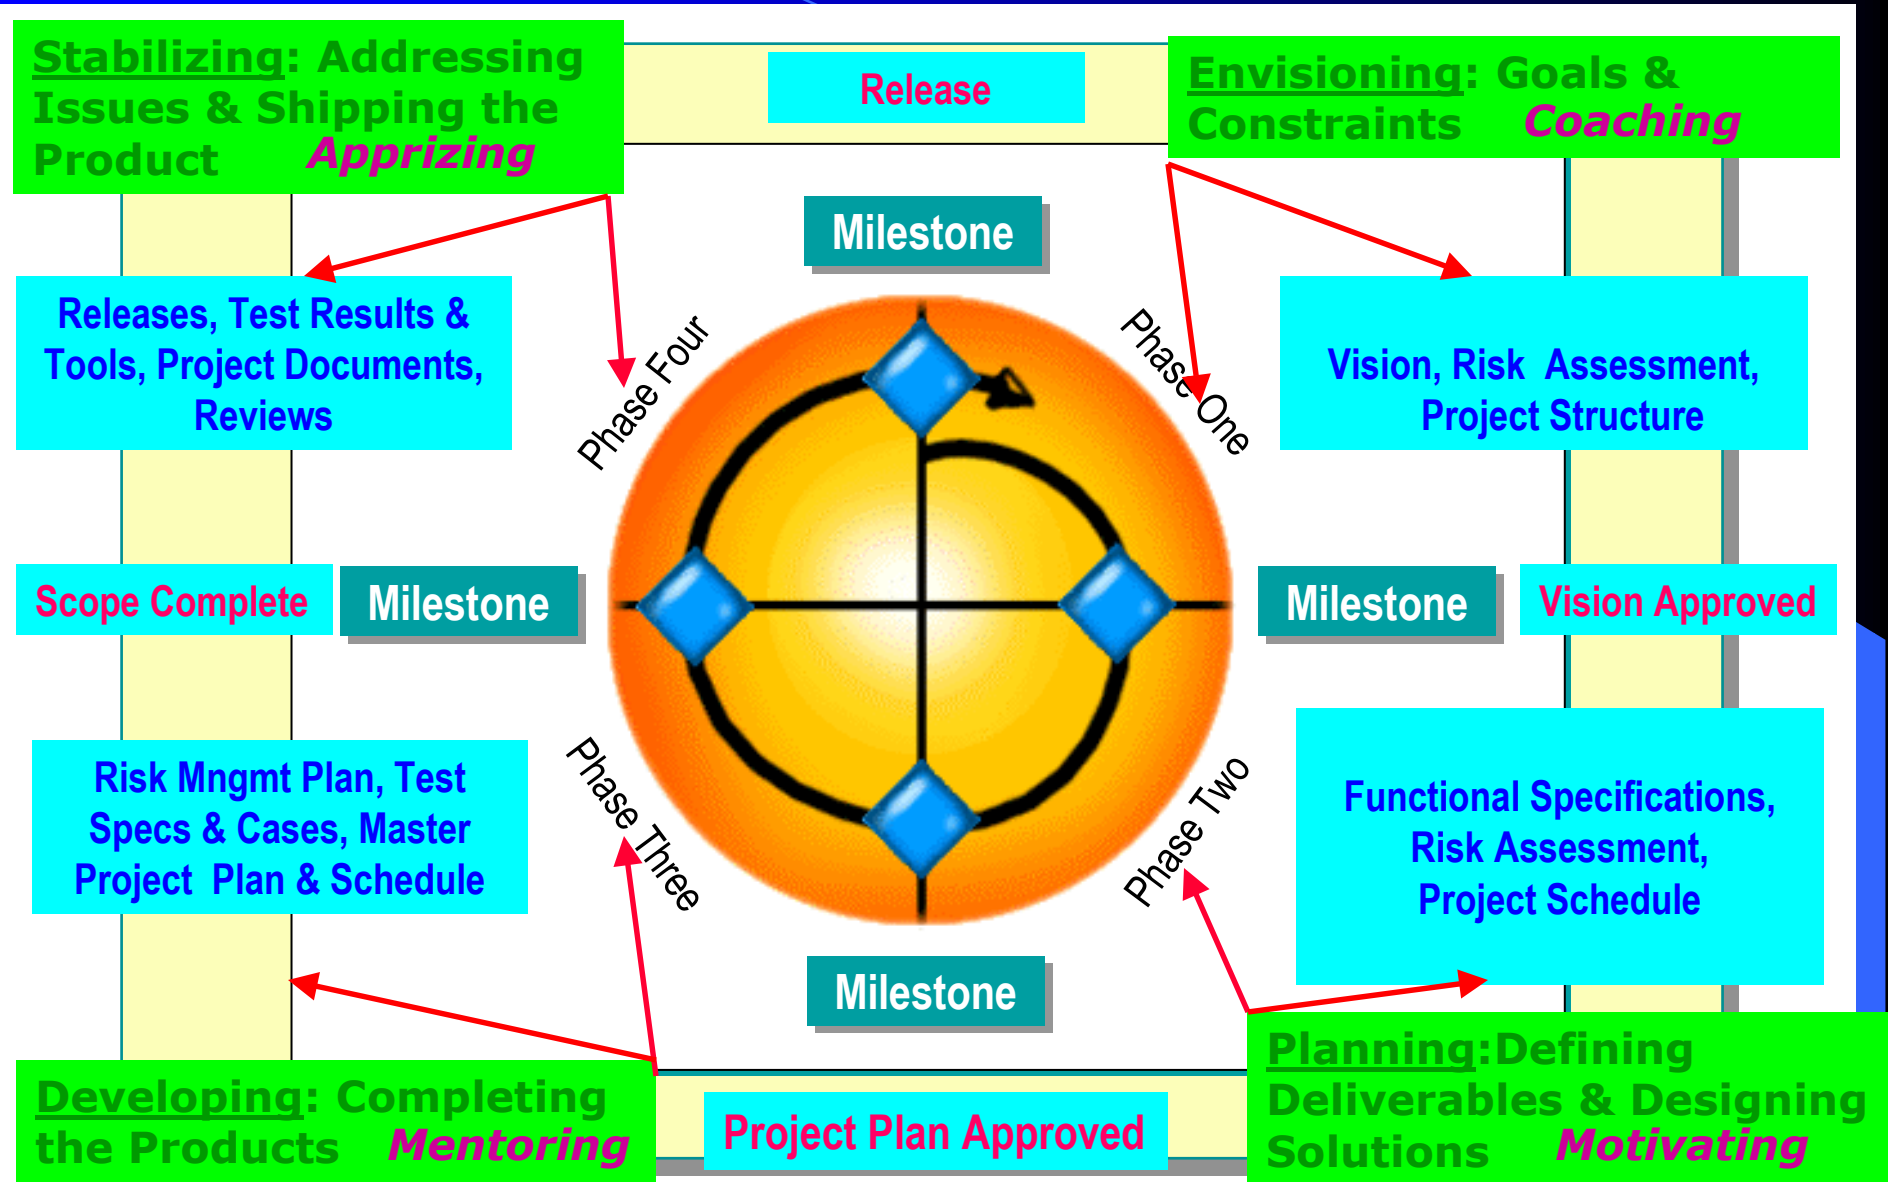 Stabilizing: Addressing
Issues & Shipping the
Product Apprizing
Release
Envisioning: Goals &
Constraints Coaching
Milestone
Releases, Test Results &
Tools, Project Documents,
Reviews
Phase Four
Phase One
Vision, Risk Assessment,
Project Structure
Scope Complete
Milestone
Milestone
Vision Approved
Risk Mngmt Plan, Test
Specs & Cases, Master
Project Plan & Schedule
Phase Three
Phase Two
Functional Specifications,
Risk Assessment,
Project Schedule
Milestone
Developing: Completing
the Products Mentoring
Project Plan Approved
Planning:Defining
Deliverables & Designing
Solutions Motivating